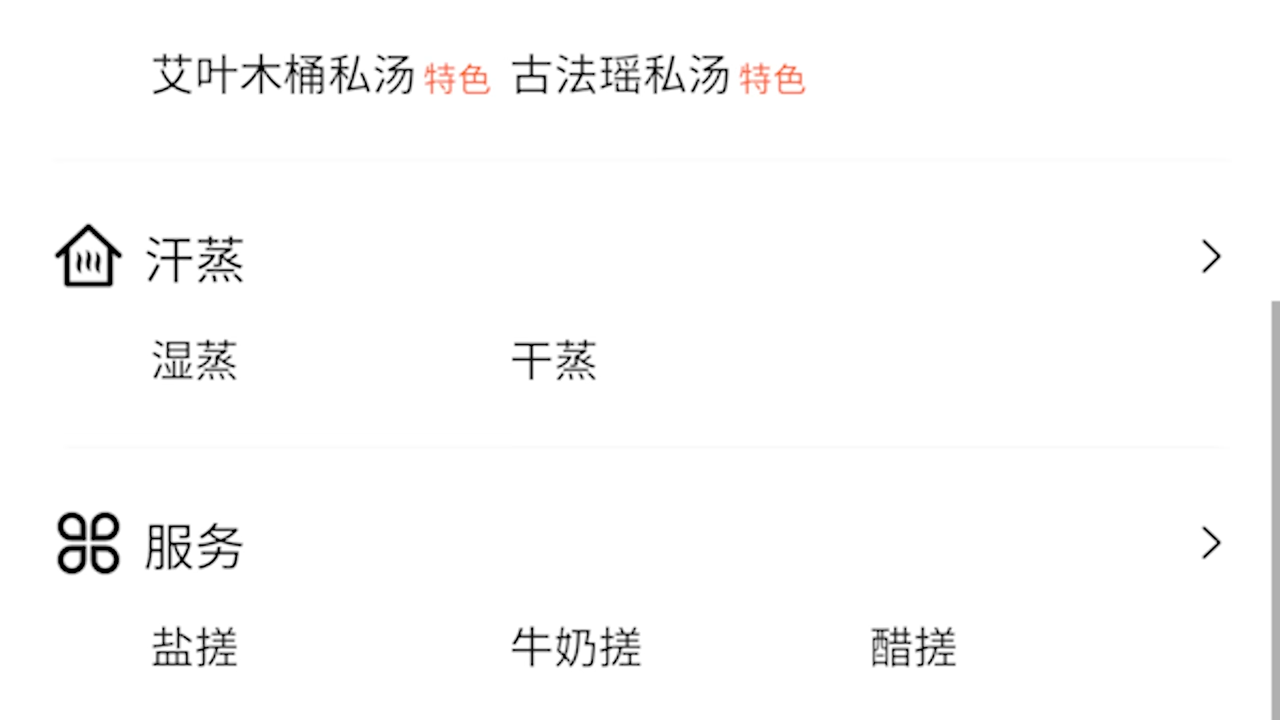 艾叶木桶私汤 特色 古法瑶私汤 特色
汗蒸
湿蒸 干蒸
服务
盐搓 牛奶搓 醋搓